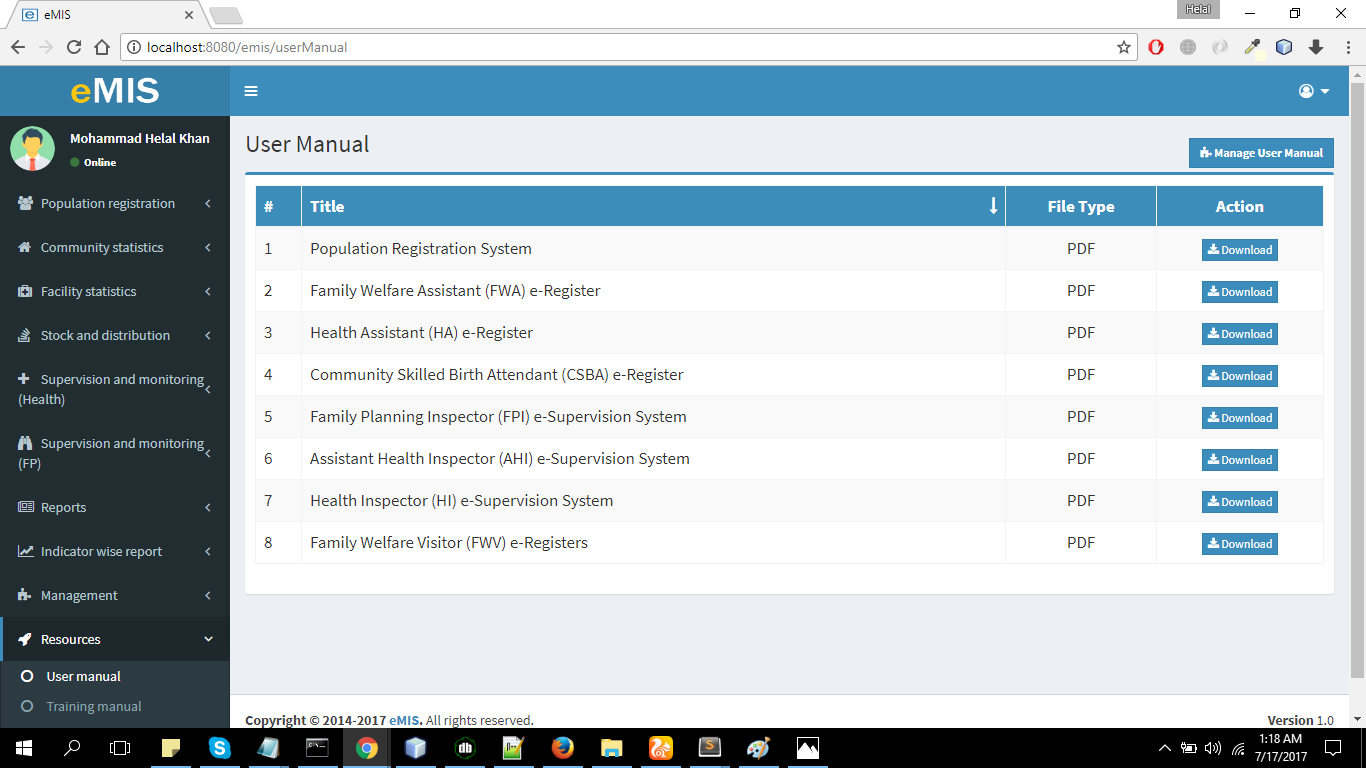 eMIS
Helal
localhost:8080/emis/userManual
eMIS
Mohammad Helal Khan
Online
Population registration
Community statistics
Facility statistics
Stock and distribution
Supervision and monitoring
(Health)
Supervision and monitoring
(FP)
Reports
Indicator wise report
Management
Resources
User manual
Training manual
User Manual
Manage User Manual
# Title File Type Action
1 Population Registration System PDF Download
2 Family Welfare Assistant (FWA) e-Register PDF Download
3 Health Assistant (HA) e-Register PDF Download
4 Community Skilled Birth Attendant (CSBA) e-Register PDF Download
5 Family Planning Inspector (FPI) e-Supervision System PDF Download
6 Assistant Health Inspector (AHI) e-Supervision System PDF Download
7 Health Inspector (HI) e-Supervision System PDF Download
8 Family Welfare Visitor (FWV) e-Registers PDF Download
Copyright © 2014-2017 eMIS. All rights reserved.
Version 1.0
1:18 AM
7/17/2017